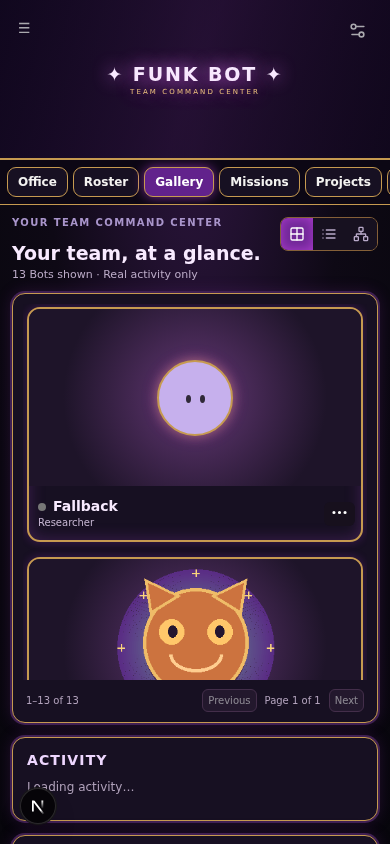 ✦ FUNK BOT ✦
TEAM COMMAND CENTER
Office Roster Gallery Missions Projects
YOUR TEAM COMMAND CENTER
Your team, at a glance.
13 Bots shown · Real activity only
Fallback
Researcher
1–13 of 13 Previous Page 1 of 1 Next
ACTIVITY
Loading activity…
N